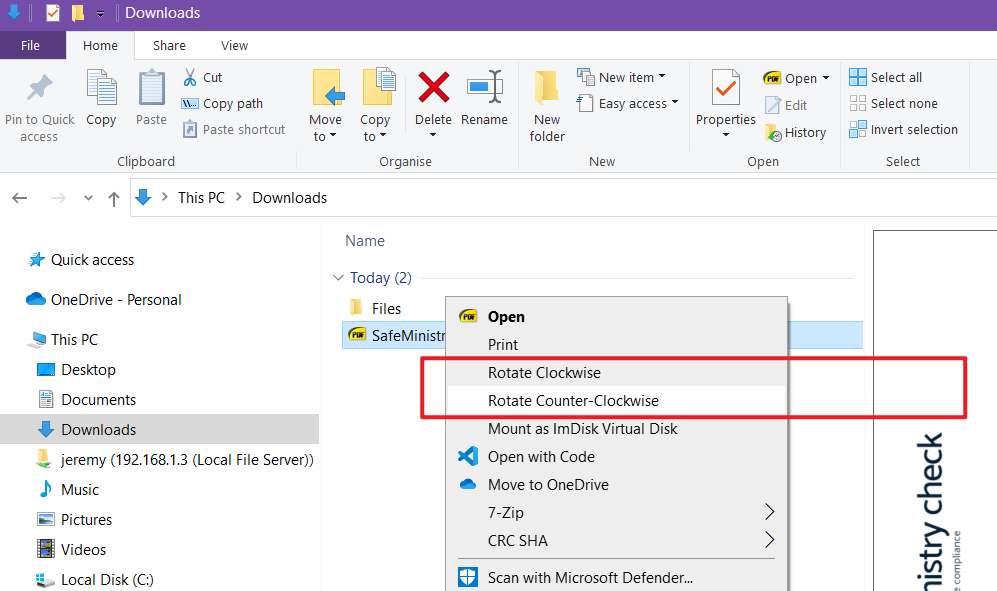 Downloads
File
Home
Share
View
Pin to Quick access
Copy
Paste
Cut
Copy path
Paste shortcut
Clipboard
Move to
Copy to
Delete
Rename
Organise
New folder
New item
Easy access
New
Properties
Open
Edit
History
Open
Select all
Select none
Invert selection
Select
This PC
Downloads
Quick access
OneDrive - Personal
This PC
Desktop
Documents
Downloads
jeremy (192.168.1.3 (Local File Server))
Music
Pictures
Videos
Local Disk (C:)
Name
Today (2)
Files
PDF
SafeMinistr
PDF
Open
Print
Rotate Clockwise
Rotate Counter-Clockwise
Mount as ImDisk Virtual Disk
Open with Code
Move to OneDrive
7-Zip
CRC SHA
Scan with Microsoft Defender...
nistry check
e compliance